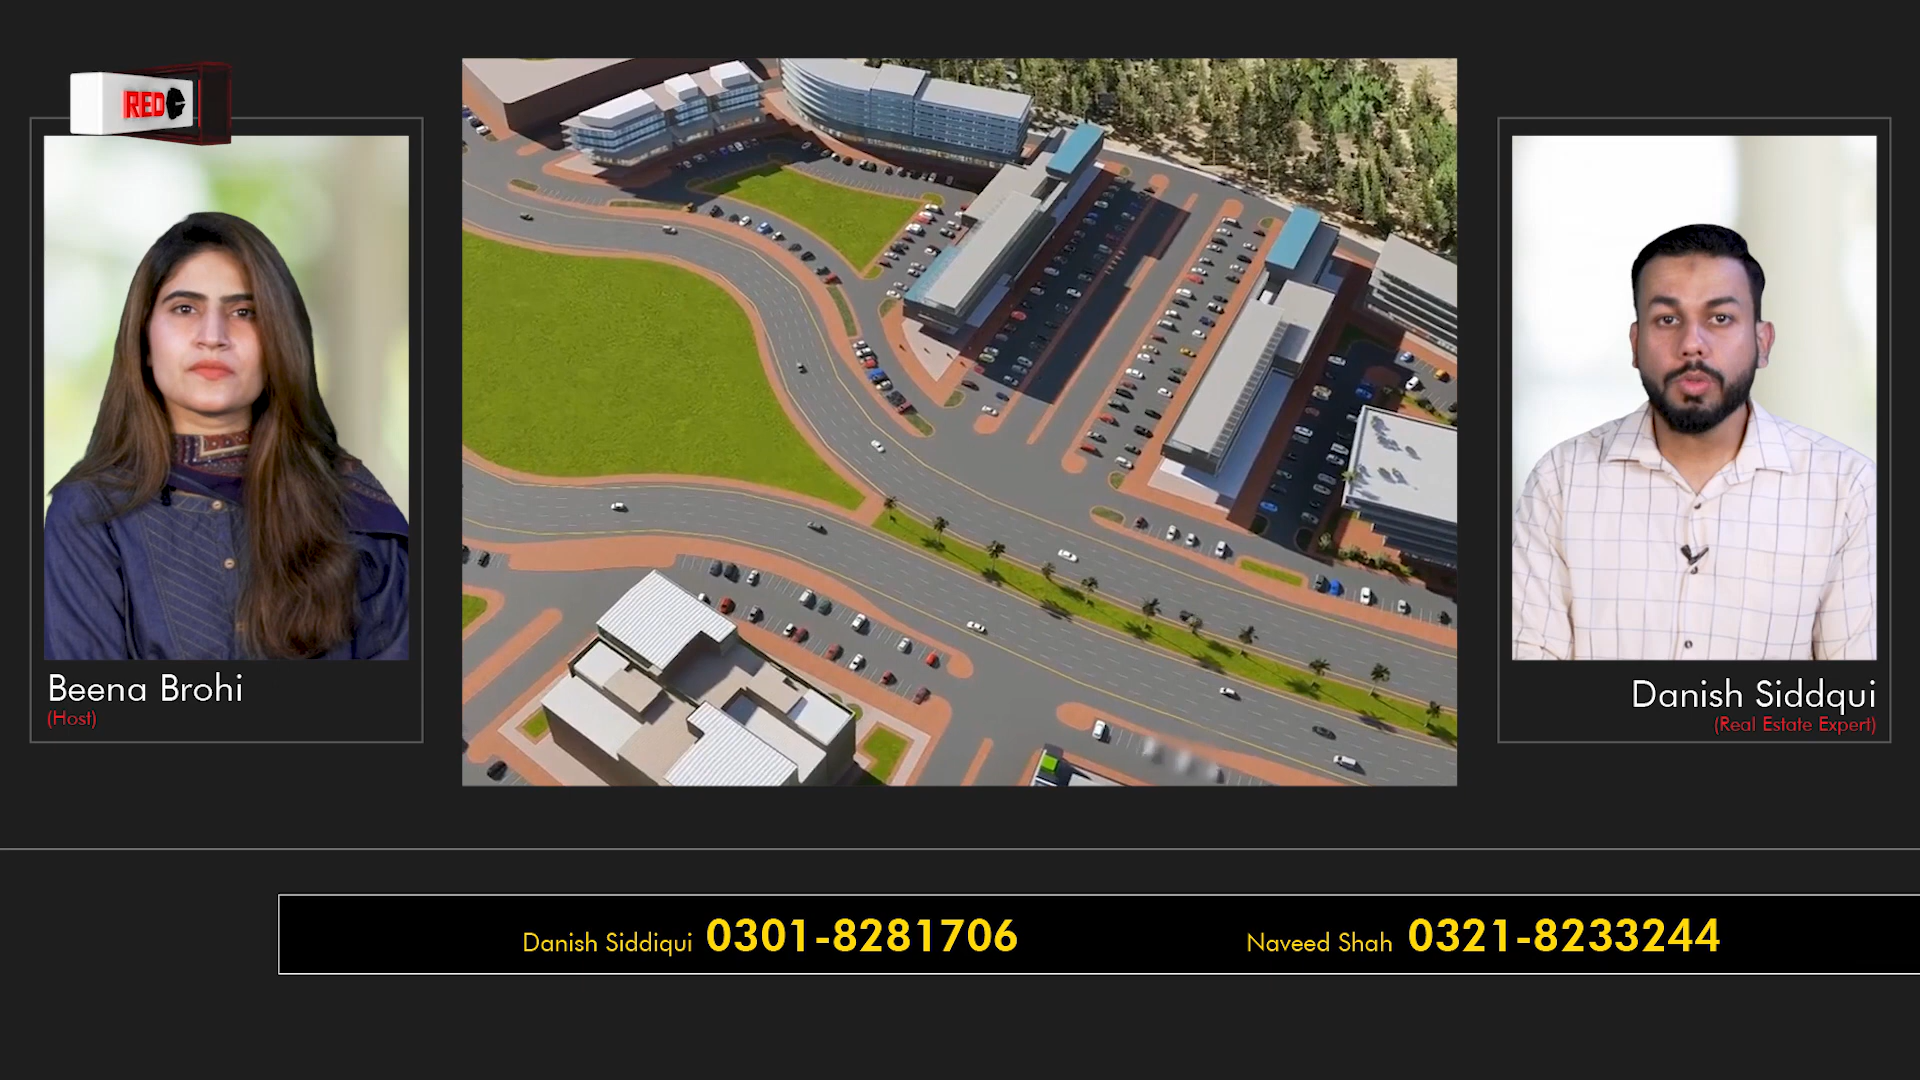 RED
Beena Brohi
(Host)
Danish Siddqui
(Real Estate Expert)
Danish Siddiqui 0301-8281706
Naveed Shah 0321-8233244